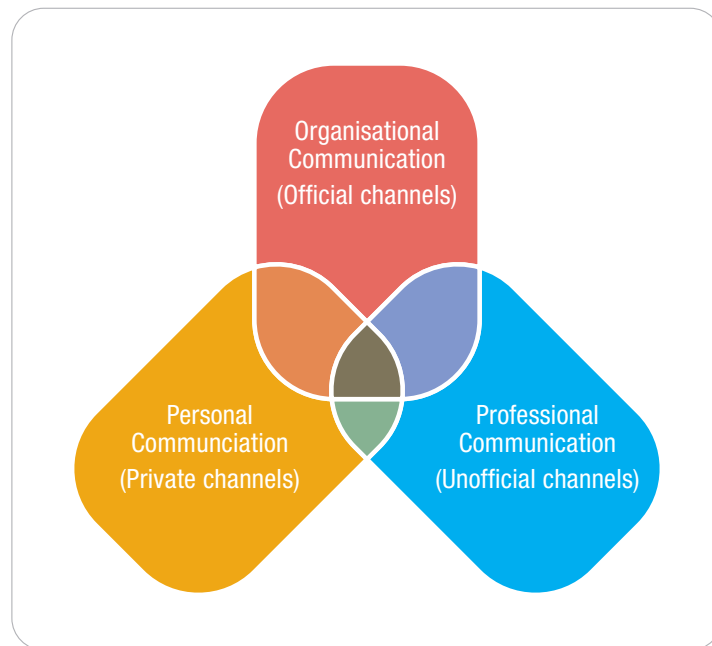 Organisational
Communication
(Official channels)
Personal
Communciation
(Private channels)
Professional
Communication
(Unofficial channels)